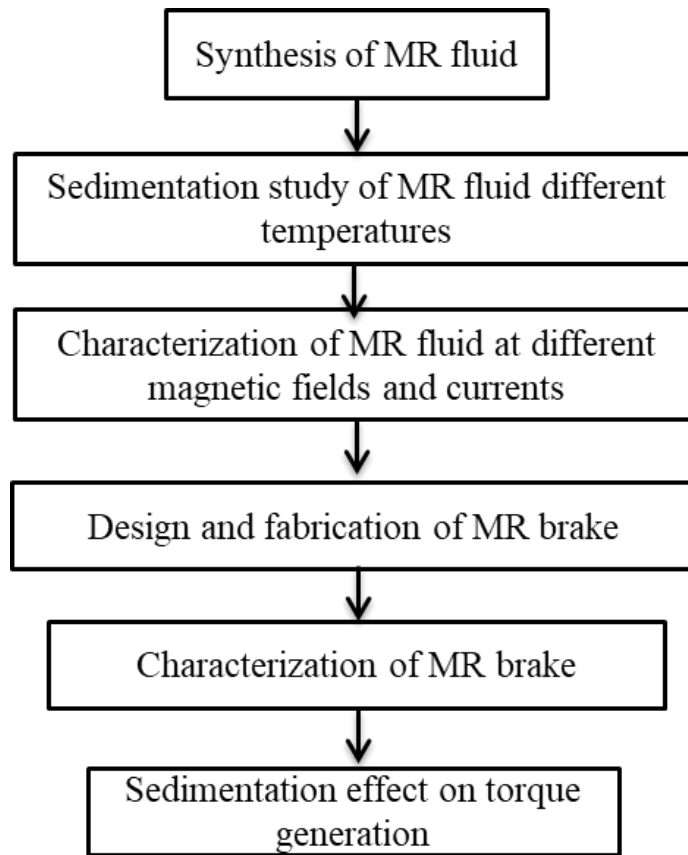 Synthesis of MR fluid
Sedimentation study of MR fluid different
temperatures
Characterization of MR fluid at different
magnetic fields and currents
Design and fabrication of MR brake
Characterization of MR brake
Sedimentation effect on torque
generation